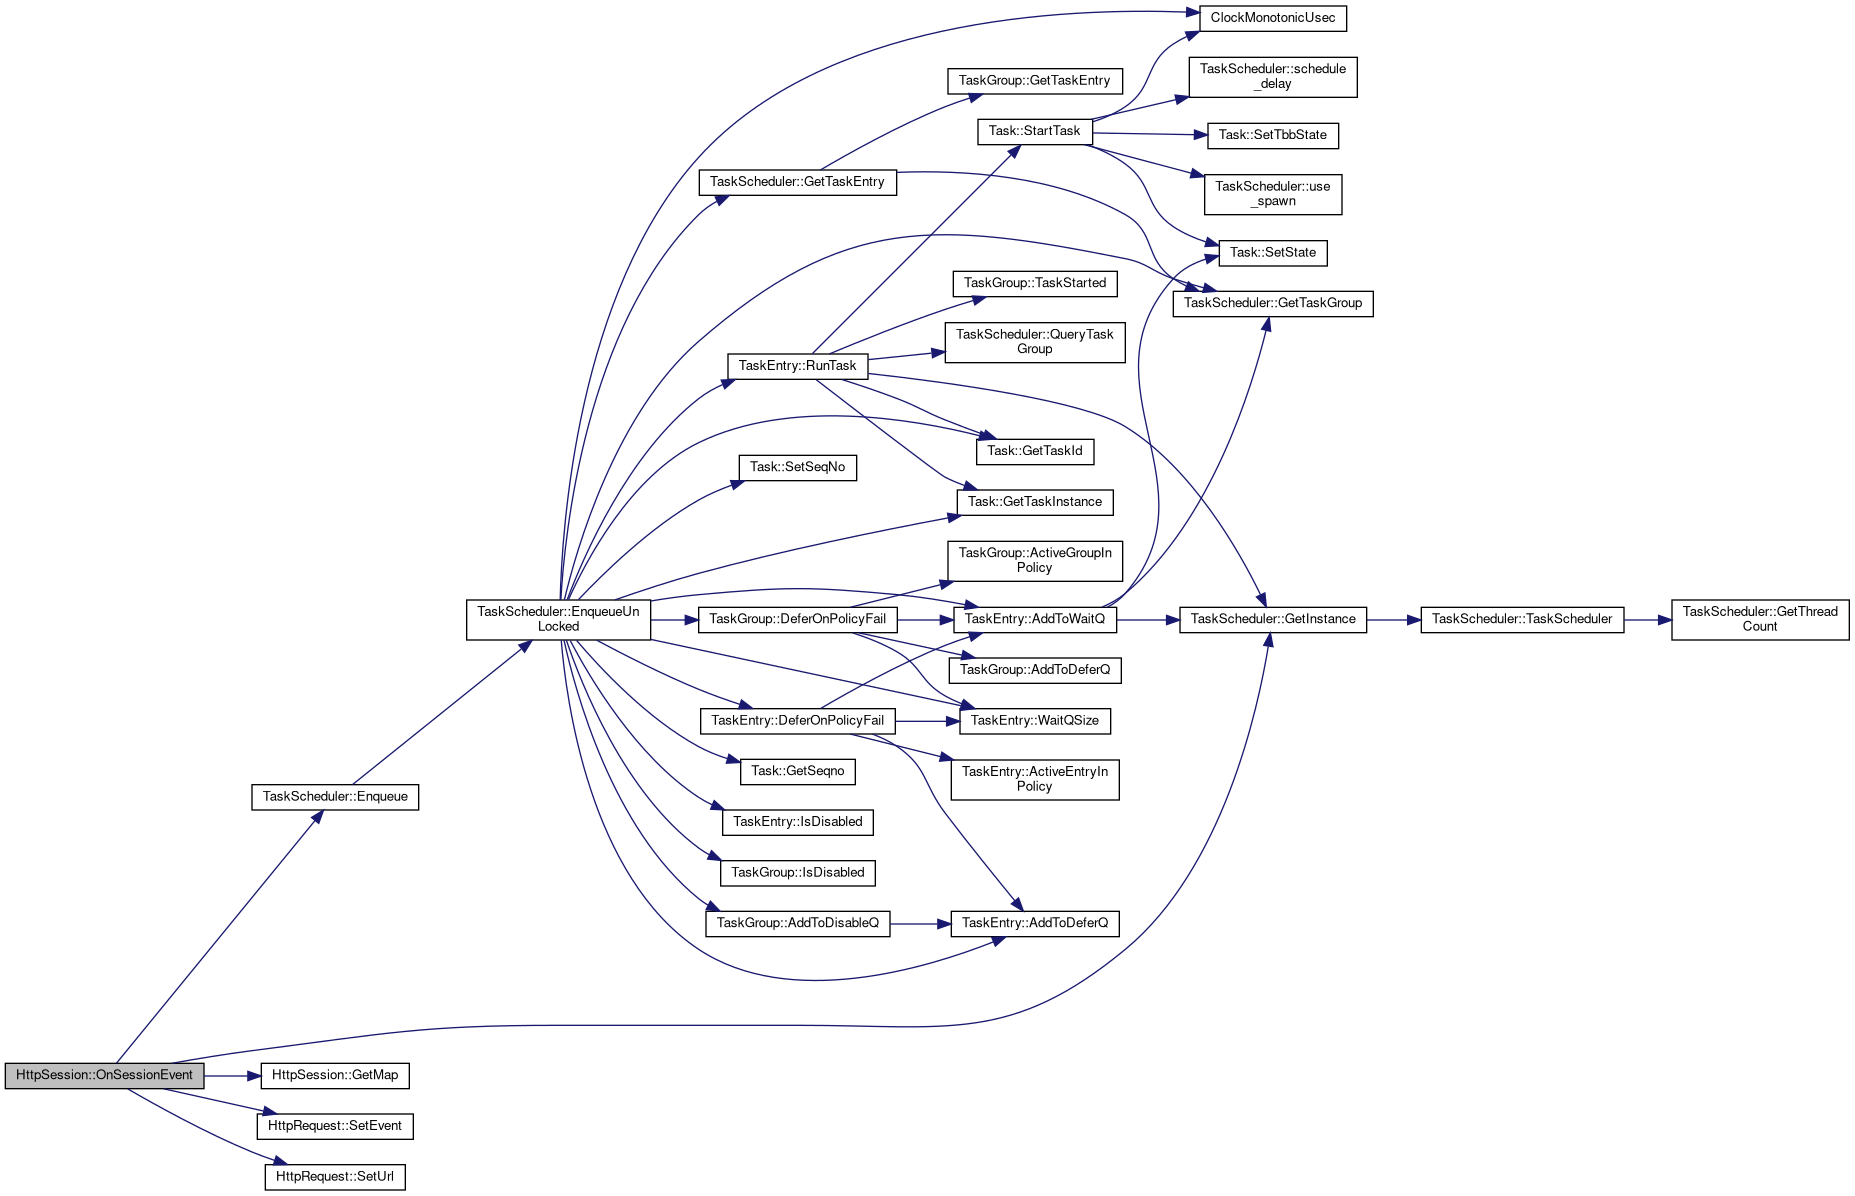 ClockMonotonicUsec
TaskScheduler::schedule
_delay
TaskGroup::GetTaskEntry
Task::StartTask
Task::SetTbbState
TaskScheduler::GetTaskEntry
TaskScheduler::use
_spawn
Task::SetState
TaskGroup::TaskStarted
TaskScheduler::GetTaskGroup
TaskScheduler::QueryTask
Group
TaskEntry::RunTask
Task::GetTaskId
Task::SetSeqNo
Task::GetTaskInstance
TaskGroup::ActiveGroupIn
Policy
TaskScheduler::EnqueueUn
Locked
TaskGroup::DeferOnPolicyFail
TaskEntry::AddToWaitQ
TaskScheduler::GetInstance
TaskScheduler::TaskScheduler
TaskScheduler::GetThread
Count
TaskGroup::AddToDeferQ
TaskEntry::DeferOnPolicyFail
TaskEntry::WaitQSize
Task::GetSeqno
TaskEntry::ActiveEntryIn
Policy
TaskScheduler::Enqueue
TaskEntry::IsDisabled
TaskGroup::IsDisabled
TaskGroup::AddToDisableQ
TaskEntry::AddToDeferQ
HttpSession::OnSessionEvent
HttpSession::GetMap
HttpRequest::SetEvent
HttpRequest::SetUrl